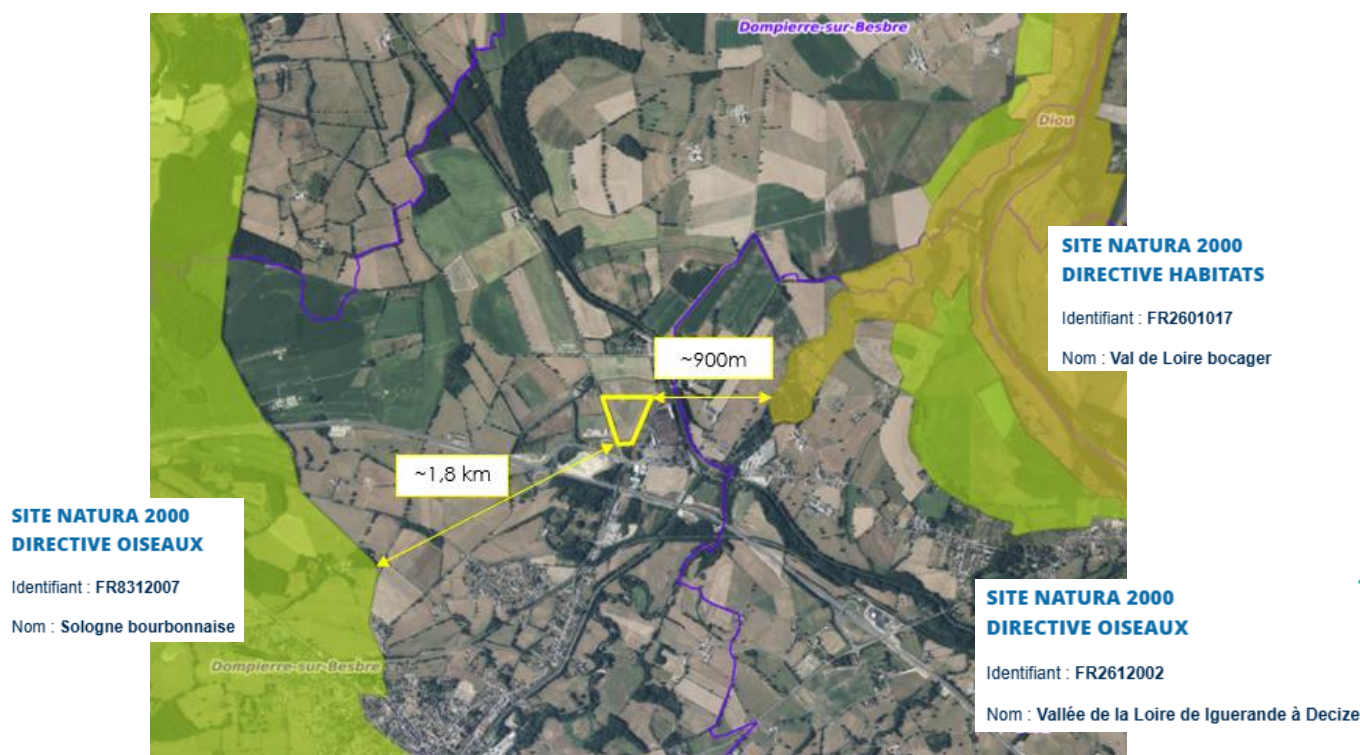 Dompierre-sur-Besbre
Diou
SITE NATURA 2000
DIRECTIVE HABITATS
Identifiant : FR2601017
Nom : Val de Loire bocager
~900m
~1,8 km
SITE NATURA 2000
DIRECTIVE OISEAUX
Identifiant : FR8312007
Nom : Sologne bourbonnaise
SITE NATURA 2000
DIRECTIVE OISEAUX
Identifiant : FR2612002
Nom : Vallée de la Loire de Iguerande à Decize
Dompierre-sur-Besbre